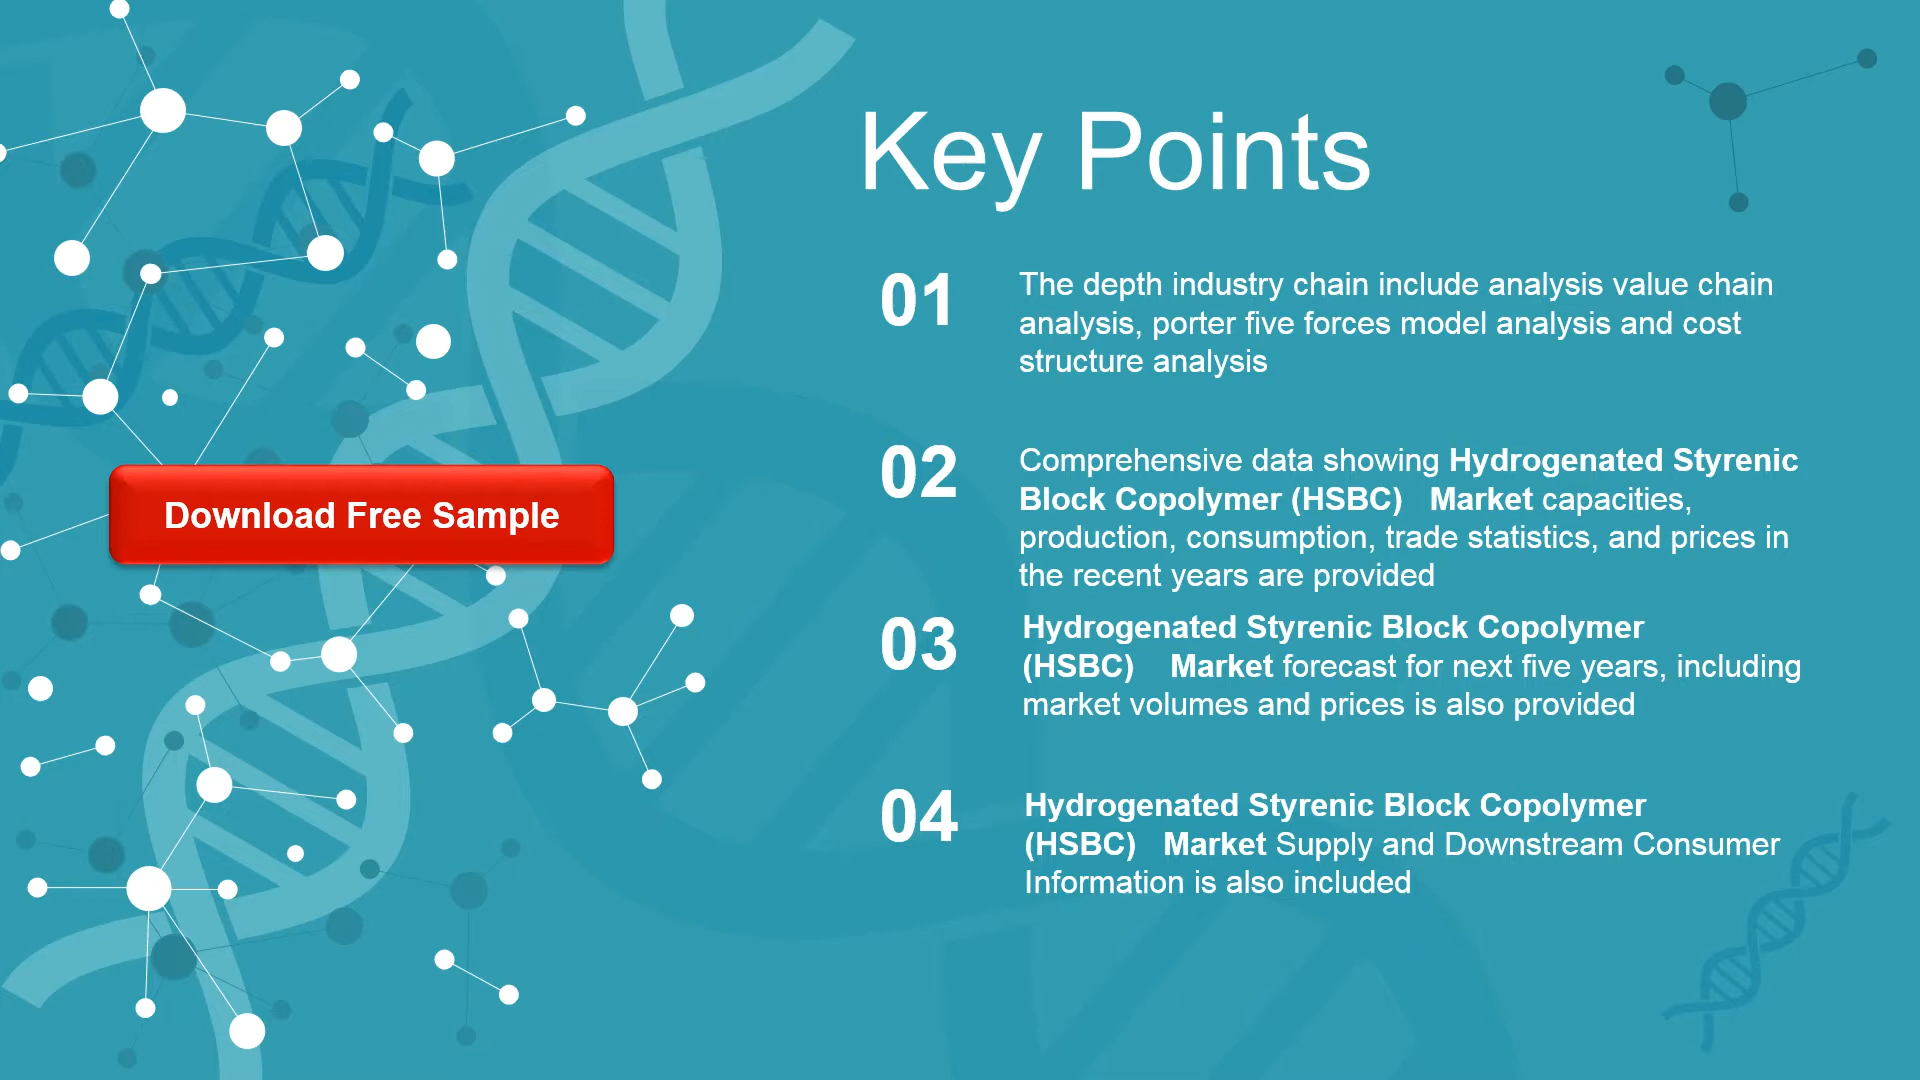 Key Points
01
The depth industry chain include analysis value chain
analysis, porter five forces model analysis and cost
structure analysis
02
Comprehensive data showing Hydrogenated Styrenic
Block Copolymer (HSBC) Market capacities,
production, consumption, trade statistics, and prices in
the recent years are provided
Download Free Sample
03
Hydrogenated Styrenic Block Copolymer
(HSBC) Market forecast for next five years, including
market volumes and prices is also provided
04
Hydrogenated Styrenic Block Copolymer
(HSBC) Market Supply and Downstream Consumer
Information is also included